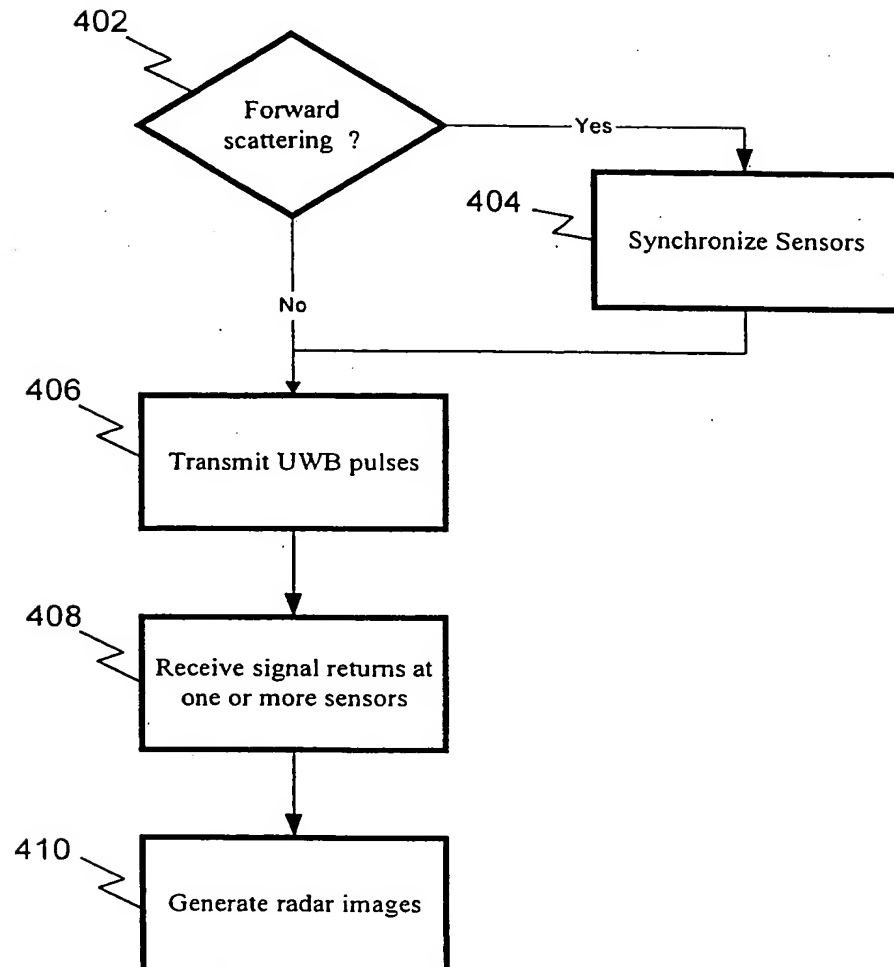 402
Forward
scattering ?
Yes
404
Synchronize Sensors
No
406
Transmit UWB pulses
408
Receive signal returns at
one or more sensors
410
Generate radar images